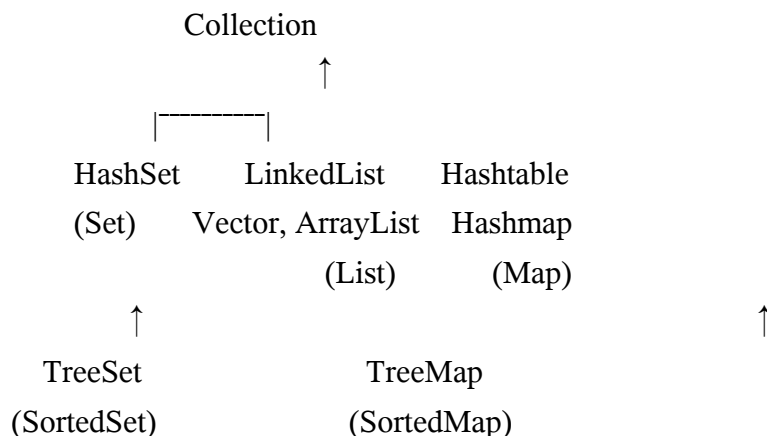 Collection
↑
|‾‾‾‾‾‾‾‾‾‾|
HashSet LinkedList Hashtable
(Set) Vector, ArrayList Hashmap
(List) (Map)
↑ ↑
TreeSet TreeMap
(SortedSet) (SortedMap)